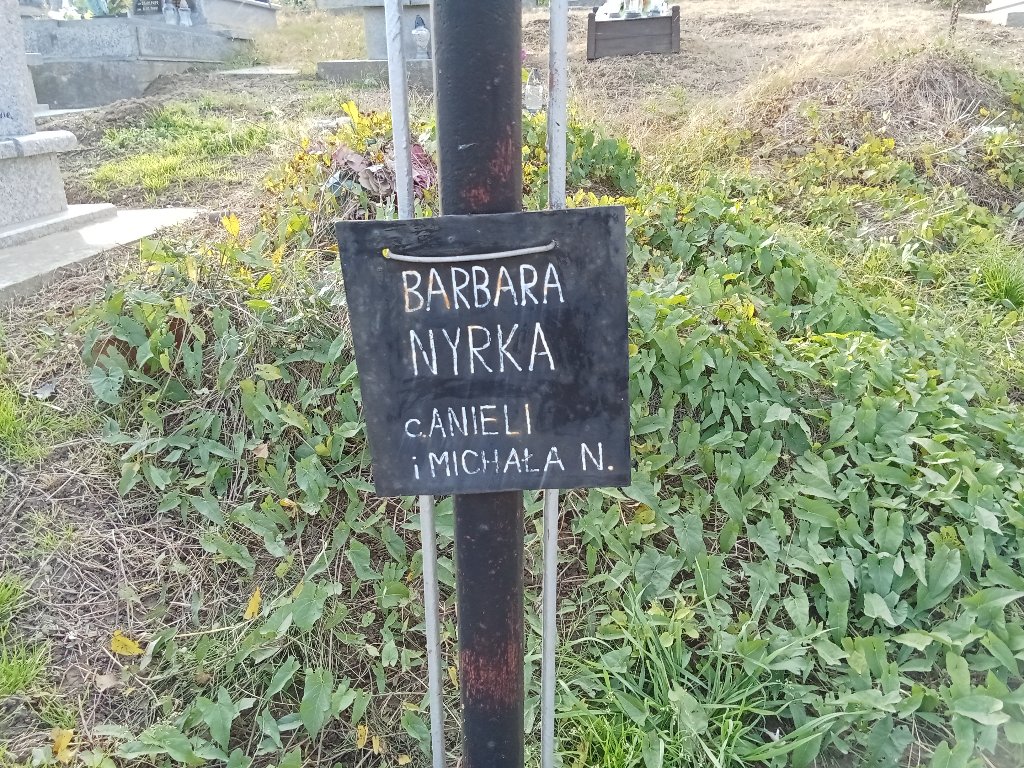 BARBARA
NYRKA
c. ANIELI
i MICHAŁA N.